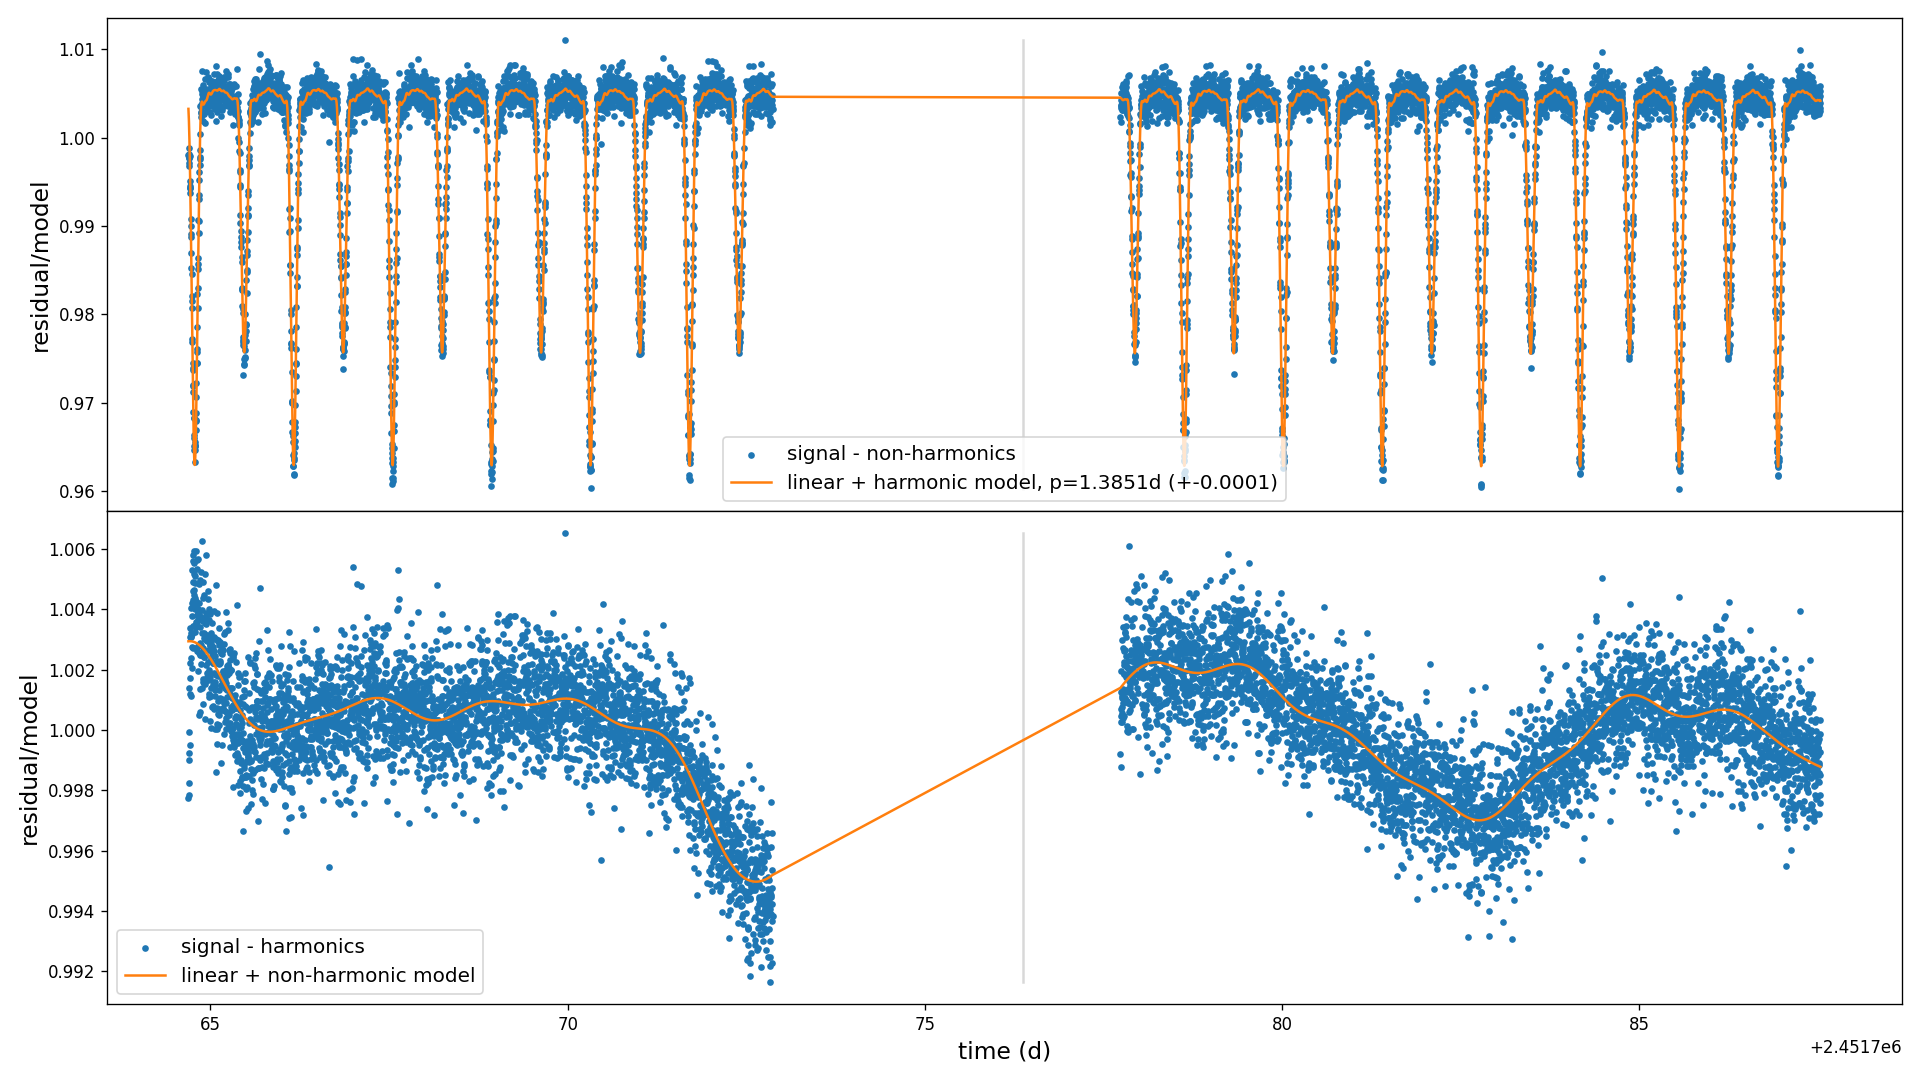 1.01
1.00
0.99
0.98
0.97
0.96
residual/model
signal - non-harmonics
linear + harmonic model, p=1.3851d (+-0.0001)
1.006
1.004
1.002
1.000
0.998
0.996
0.994
0.992
residual/model
signal - harmonics
linear + non-harmonic model
65 70 75 80 85
time (d)
+2.4517e6